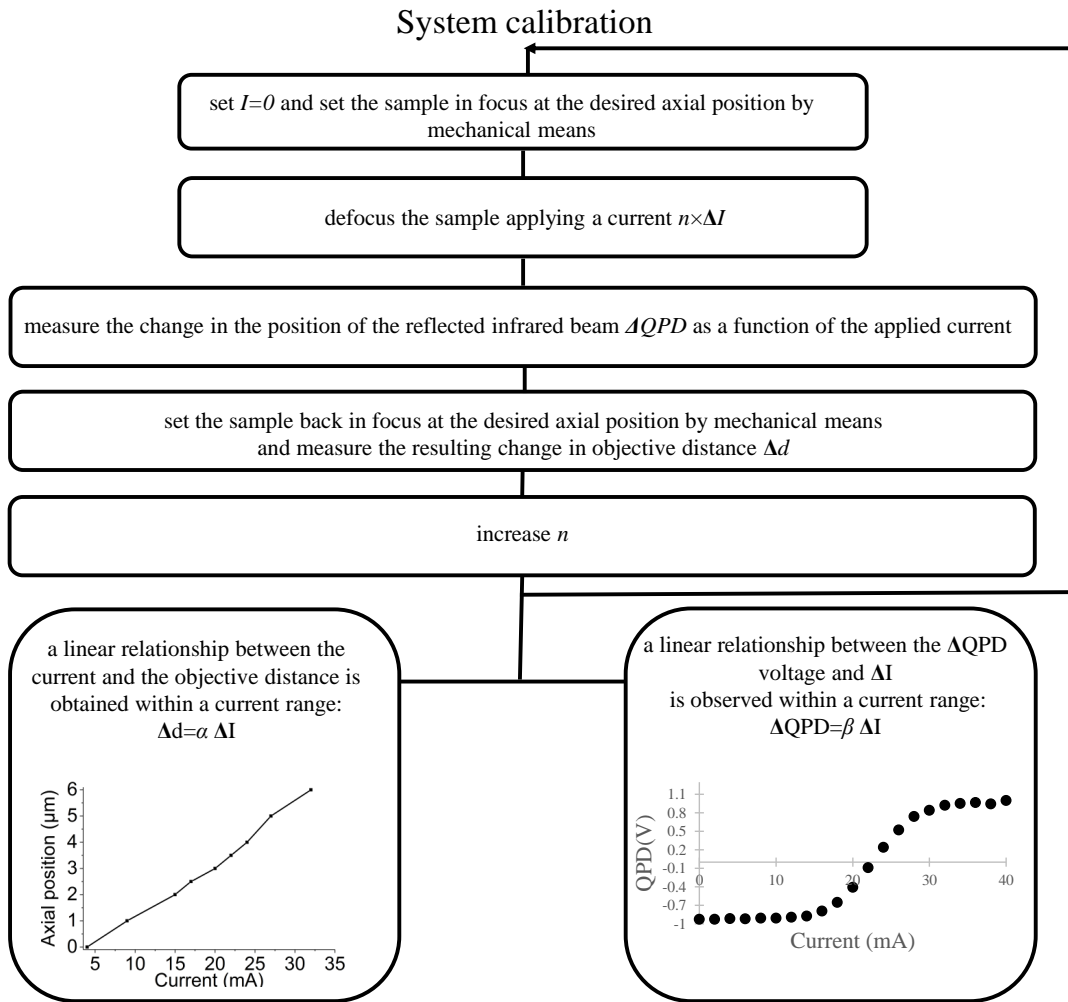 System calibration
set I=0 and set the sample in focus at the desired axial position by
mechanical means
defocus the sample applying a current n×ΔI
measure the change in the position of the reflected infrared beam ΔQPD as a function of the applied current
set the sample back in focus at the desired axial position by mechanical means
and measure the resulting change in objective distance Δd
increase n
a linear relationship between the
current and the objective distance is
obtained within a current range:
Δd=α ΔI
6
5
4
3
2
1
0
Axial position (μm)
5 10 15 20 25 30 35
Current (mA)
a linear relationship between the ΔQPD
voltage and ΔI
is observed within a current range:
ΔQPD=β ΔI
1.1
0.8
0.5
0.2
-0.1
-0.4
-0.7
-1
QPD(V)
0 10 20 30 40
Current (mA)